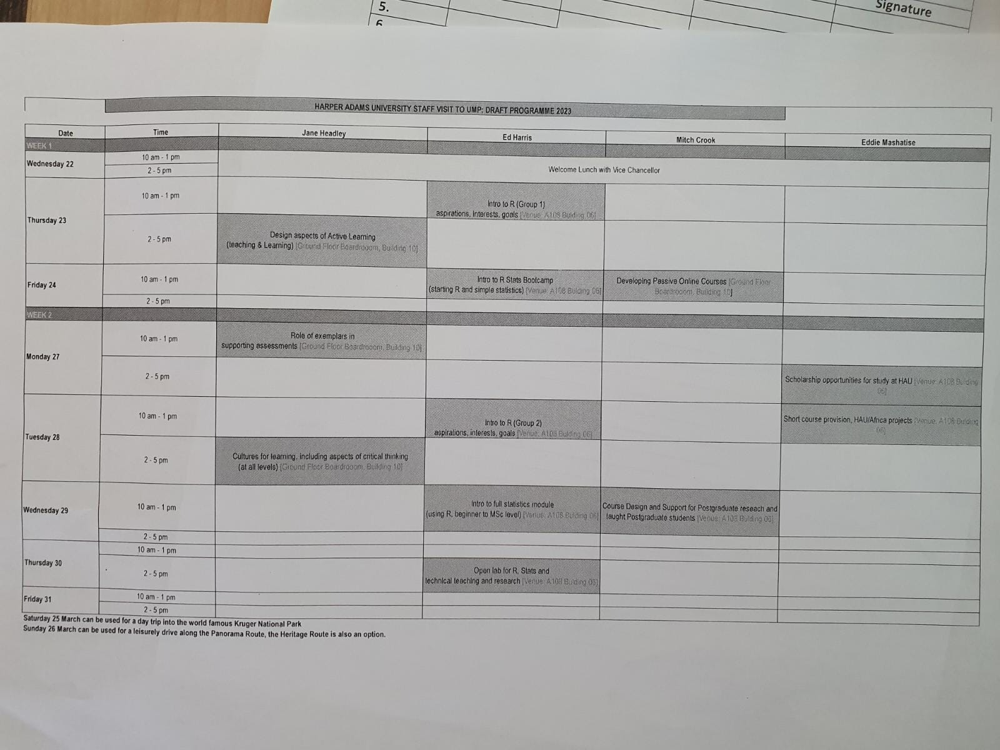 5.
6
Signature
HARPER ADAMS UNIVERSITY STAFF VISIT TO UMP; DRAFT PROGRAMME 2023
Date Time Jane Headley Ed Harris Mitch Crook Eddie Mashatise
WEEK 1
Wednesday 22
10 am - 1 pm
2 - 5 pm
Welcome Lunch with Vice Chancellor
Thursday 23
10 am - 1 pm
Intro to R (Group 1)
aspirations, interests, goals [Venue: A108 Bulding 06]
2 - 5 pm
Design aspects of Active Learning
(teaching & Learning) [Ground Floor Boardrooom, Building 10]
Friday 24
10 am - 1 pm
Intro to R Stats Bootcamp
(starting R and simple statistics) [Venue: A108 Bulding 06]
Developing Passive Online Courses [Ground Floor
Boardrooom, Building 10]
2 - 5 pm
WEEK 2
Monday 27
10 am - 1 pm
Role of exemplars in
supporting assessments [Ground Floor Boardrooom, Building 10]
2 - 5 pm
Scholarship opportunities for study at HAU [Venue: A108 Bulding
06]
Tuesday 28
10 am - 1 pm
Intro to R (Group 2)
aspirations, interests, goals [Venue: A108 Bulding 06]
Short course provision, HAU/Africa projects [Venue: A108 Bulding
06]
2 - 5 pm
Cultures for learning, including aspects of critical thinking
(at all levels) [Ground Floor Boardrooom, Building 10]
Wednesday 29
10 am - 1 pm
Intro to full statistics module
(using R, beginner to MSc level) [Venue: A108 Bulding 06]
Course Design and Support for Postgraduate reseach and
taught Postgraduate students [Venue: A108 Bulding 06]
2 - 5 pm
Thursday 30
10 am - 1 pm
2 - 5 pm
Open lab for R, Stats and
technical teaching and research [Venue: A108 Bulding 06]
Friday 31
10 am - 1 pm
2 - 5 pm
Saturday 25 March can be used for a day trip into the world famous Kruger National Park
Sunday 26 March can be used for a leisurely drive along the Panorama Route, the Heritage Route is also an option.